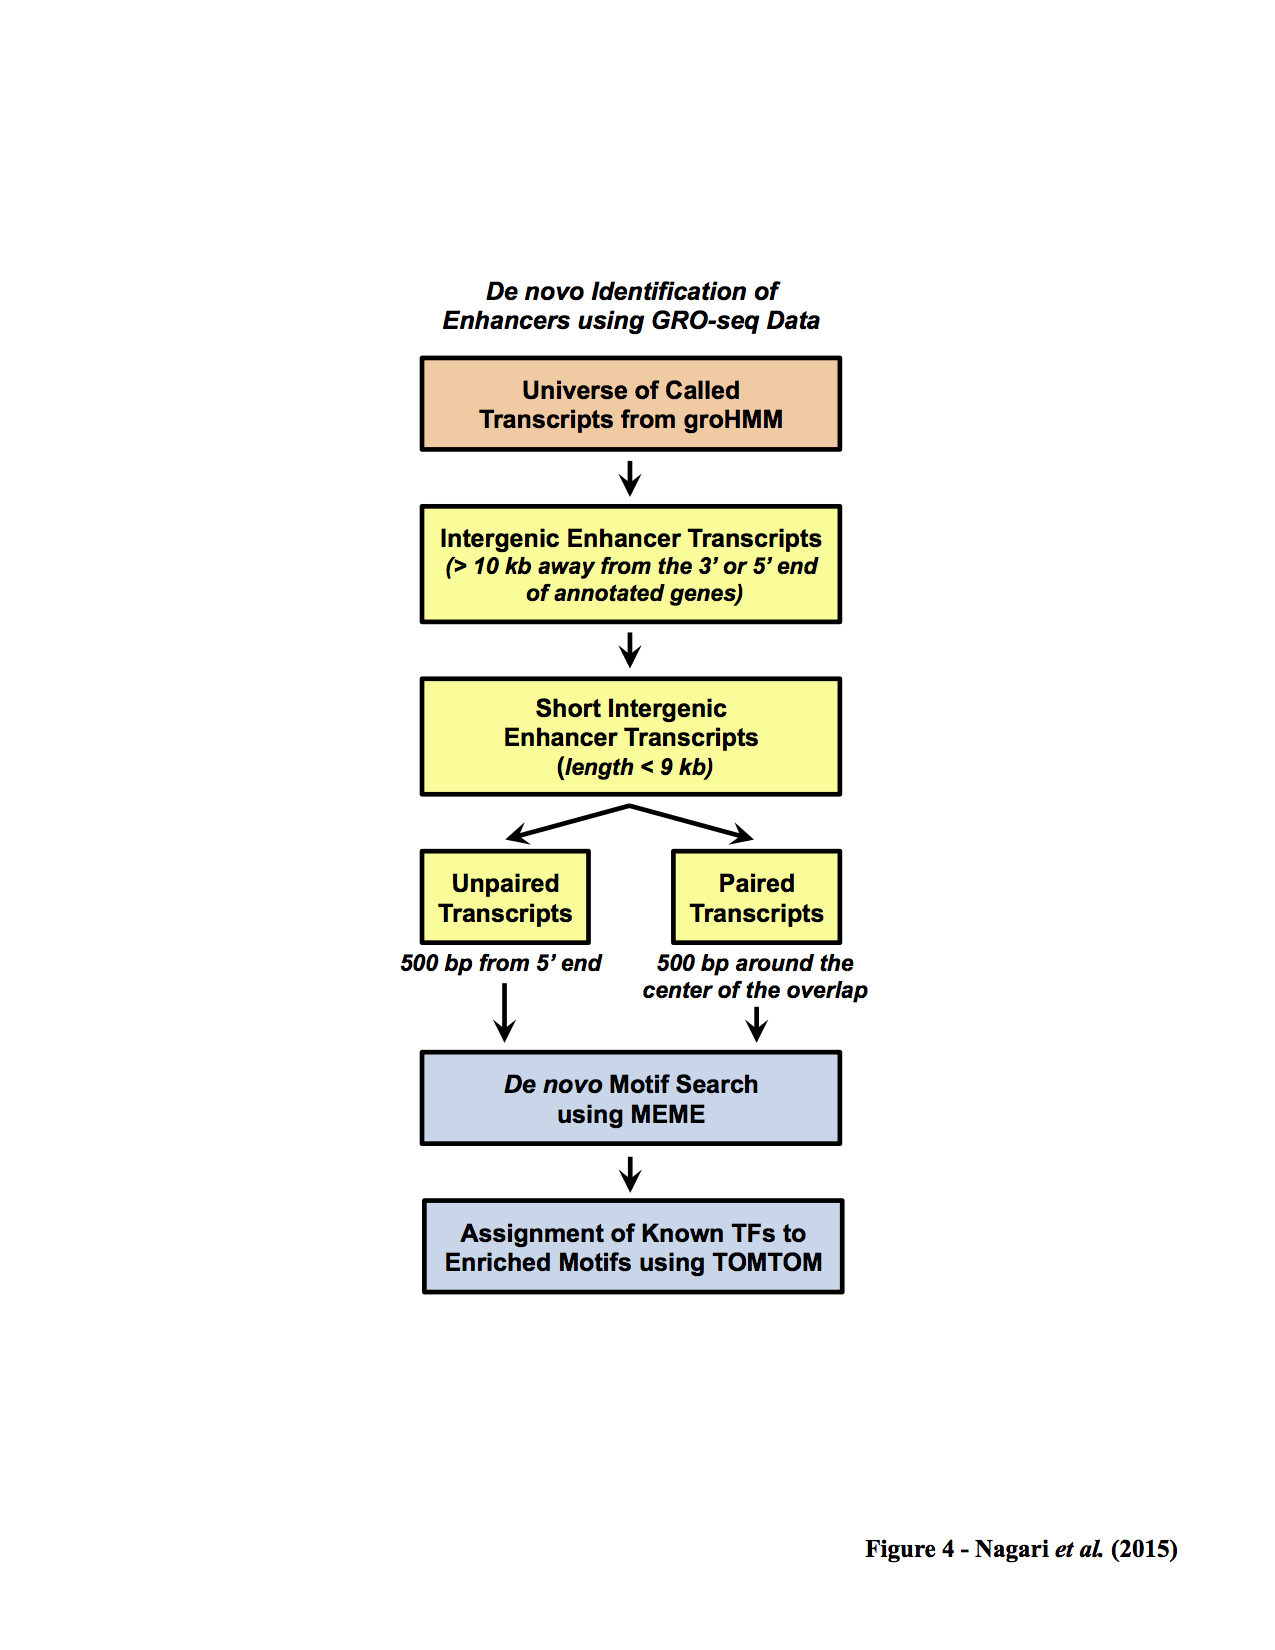 De novo Identification of
Enhancers using GRO-seq Data
Universe of Called
Transcripts from groHMM
Intergenic Enhancer Transcripts
(> 10 kb away from the 3’ or 5’ end
of annotated genes)
Short Intergenic
Enhancer Transcripts
(length < 9 kb)
Unpaired
Transcripts
500 bp from 5’ end
Paired
Transcripts
500 bp around the
center of the overlap
De novo Motif Search
using MEME
Assignment of Known TFs to
Enriched Motifs using TOMTOM
Figure 4 - Nagari et al. (2015)